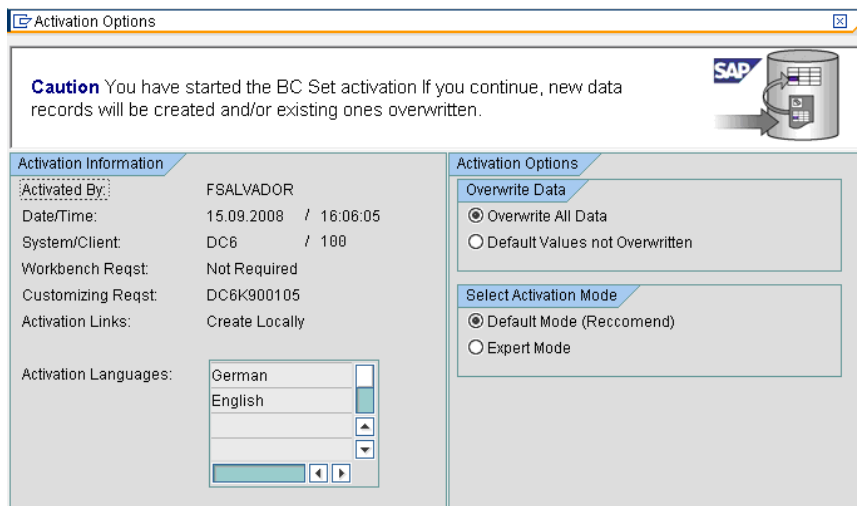 Activation Options
Caution You have started the BC Set activation If you continue, new data
records will be created and/or existing ones overwritten.
SAP
Activation Information
Activated By: FSALVADOR
Date/Time: 15.09.2008 / 16:06:05
System/Client: DC6 / 100
Workbench Reqst: Not Required
Customizing Reqst: DC6K900105
Activation Links: Create Locally
Activation Languages: German
English
Activation Options
Overwrite Data
Overwrite All Data
Default Values not Overwritten
Select Activation Mode
Default Mode (Reccomend)
Expert Mode